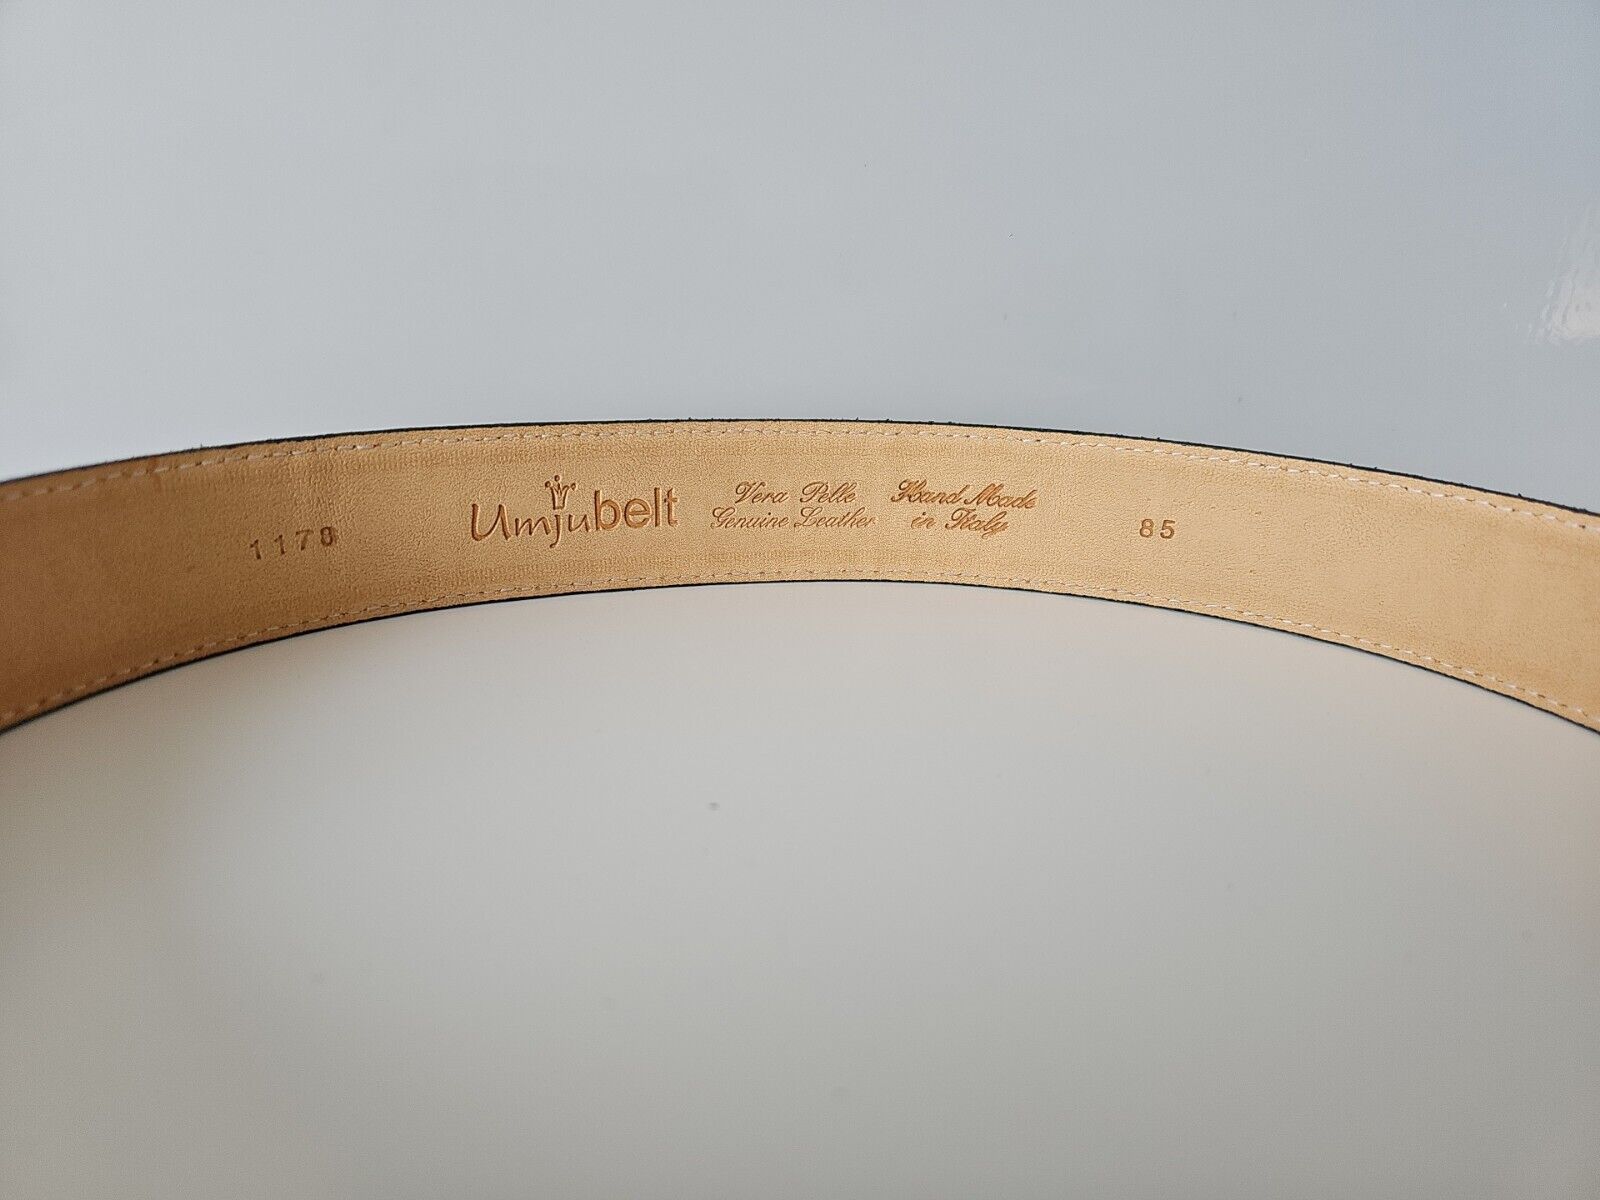 1178
Umjubelt
Vera Pelle
Genuine Leather
Hand Made
in Italy
85